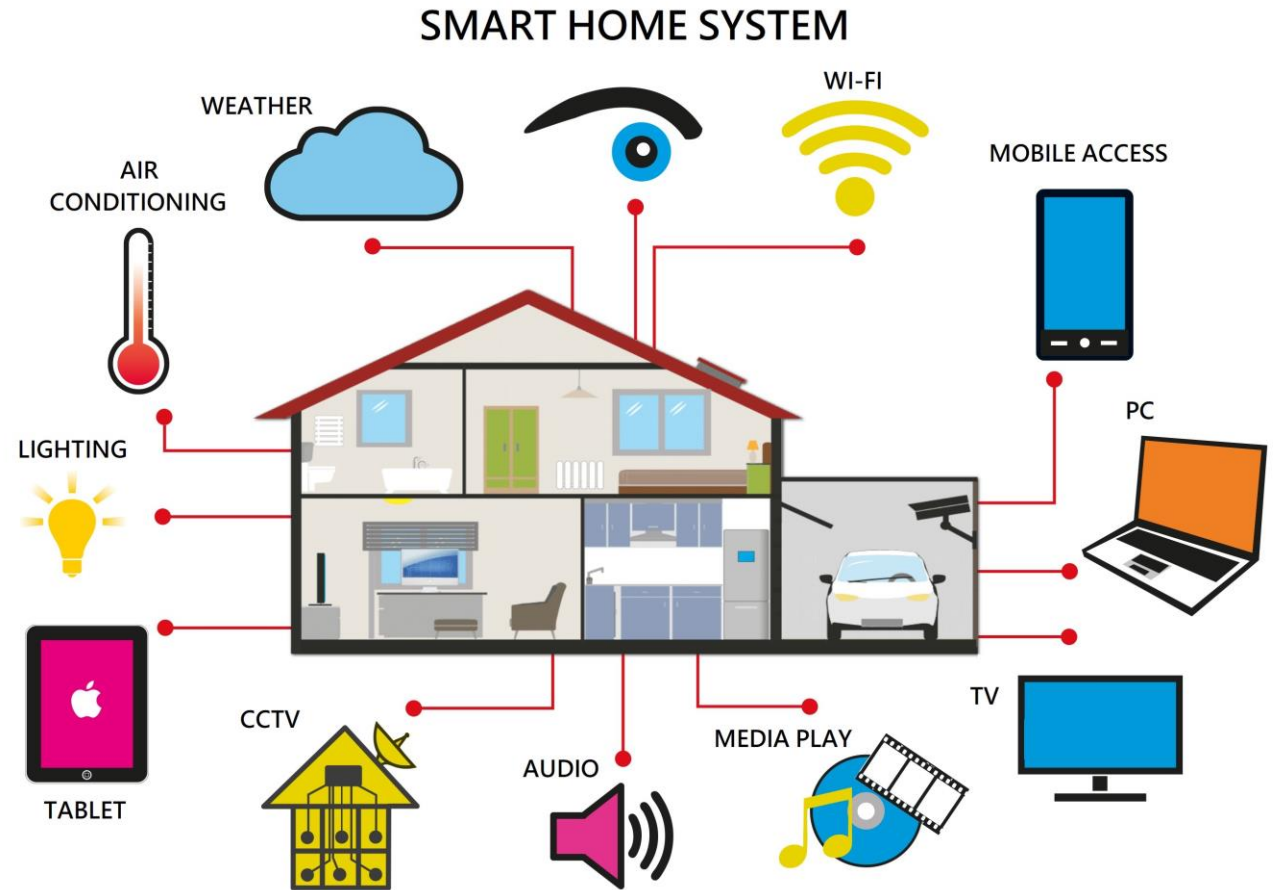 SMART HOME SYSTEM
WEATHER
WI-FI
AIR
CONDITIONING
MOBILE ACCESS
PC
LIGHTING
TV
CCTV
MEDIA PLAY
AUDIO
TABLET